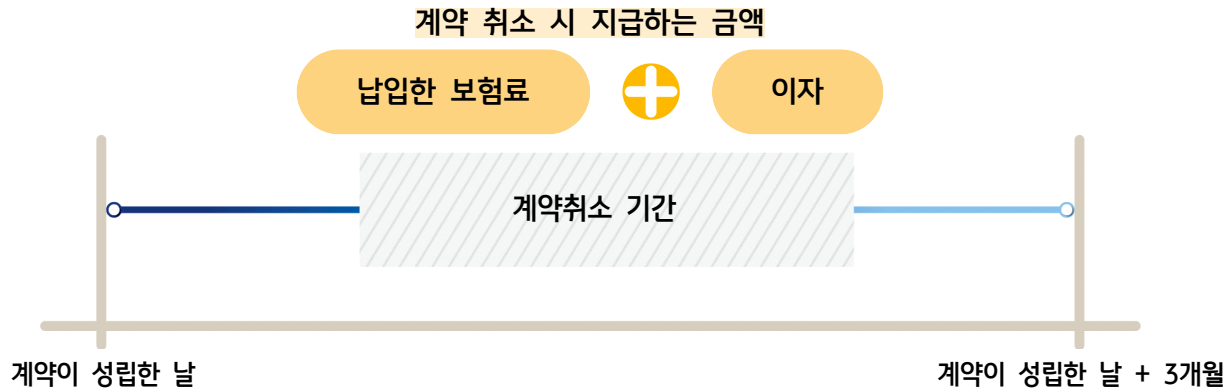 계약 취소 시 지급하는 금액
납입한 보험료
이자
계약취소 기간
계약이 성립한 날
계약이 성립한 날 + 3개월